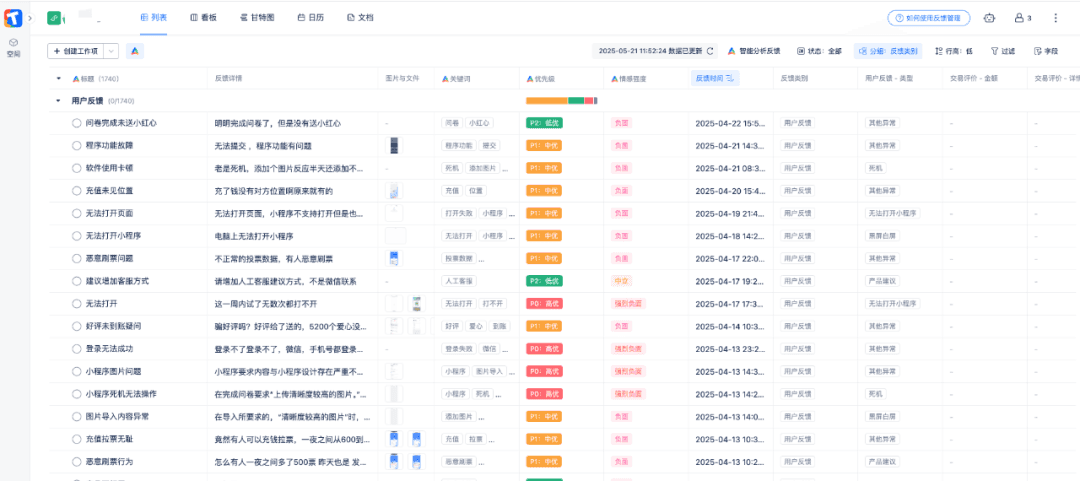 列表 看板 甘特图 日历 文档 如何使用反馈管理 3
空间
+ 创建工作项 2025-05-21 11:52:24 数据已更新 智能分析反馈 状态: 全部 分组: 反馈类别 行高: 低 过滤 字段
标题 (1740) 反馈详情 图片与文件 关键词 优先级 情感强度 反馈时间 反馈类别 用户反馈 - 类型 交易评价 - 金额 交易评价 - 详情
用户反馈 (0/1740)
问卷完成未送小红心 明明完成问卷了，但是没有送小红心 - 问卷 小红心 P2: 低优 负面 2025-04-22 15:5... 用户反馈 其他异常 - -
程序功能故障 无法提交 ，程序功能有问题 程序功能 提交 P1: 中优 负面 2025-04-21 14:3... 用户反馈 其他异常 - -
软件使用卡顿 老是死机，添加个图片反应半天还添加不... - 死机 添加图片 ... P1: 中优 负面 2025-04-21 08:3... 用户反馈 死机 - -
充值未见位置 充了钱没有对方位置啊原来就有的 充值 位置 P1: 中优 负面 2025-04-20 15:4... 用户反馈 其他异常 - -
无法打开页面 无法打开页面，小程序不支持打开但是也... 打开失败 小程序 ... P1: 中优 负面 2025-04-19 21:4... 用户反馈 无法打开小程序 - -
无法打开小程序 电脑上无法打开小程序 无法打开 小程序 ... P1: 中优 负面 2025-04-18 14:2... 用户反馈 黑屏白屏 - -
恶意刷票问题 不正常的投票数据，有人恶意刷票 投票数据 ... P1: 中优 负面 2025-04-17 22:0... 用户反馈 其他异常 - -
建议增加客服方式 请增加人工客服建议方式，不是微信联系 - 人工客服 P2: 低优 中立 2025-04-17 19:2... 用户反馈 产品建议 - -
无法打开 这一周内试了无数次都打不开 无法打开 打不开 P0: 高优 强烈负面 2025-04-17 17:3... 用户反馈 无法打开小程序 - -
好评未到账疑问 骗好评吗？好评给了送的，5200个爱心没... 好评 爱心 到账 P1: 中优 负面 2025-04-14 10:3... 用户反馈 其他异常 - -
登录无法成功 登录不了登录不了，微信，手机号都登录... - 登录失败 微信 ... P0: 高优 强烈负面 2025-04-13 23:2... 用户反馈 其他异常 - -
小程序图片问题 小程序要求内容与小程序设计存在严重不... 小程序 图片导入 ... P0: 高优 强烈负面 2025-04-13 14:3... 用户反馈 其他异常 - -
小程序死机无法操作 在完成问卷要求"上传清晰度较高的图片，"... 小程序 死机 ... P0: 高优 强烈负面 2025-04-13 14:2... 用户反馈 死机 - -
图片导入内容异常 在导入所要求的，"清晰度较高的图片"时，... 添加图片 ... P1: 中优 负面 2025-04-13 14:0... 用户反馈 黑屏白屏 - -
充值拉票无耻 竟然有人可以充钱拉票，一夜之间从600到... 充值 拉票 ... P1: 中优 负面 2025-04-13 10:3... 用户反馈 其他异常 - -
恶意刷票行为 怎么有人一夜之间多了500票 昨天也是 发... 恶意刷票 ... P1: 中优 负面 2025-04-13 10:2... 用户反馈 产品建议 - -